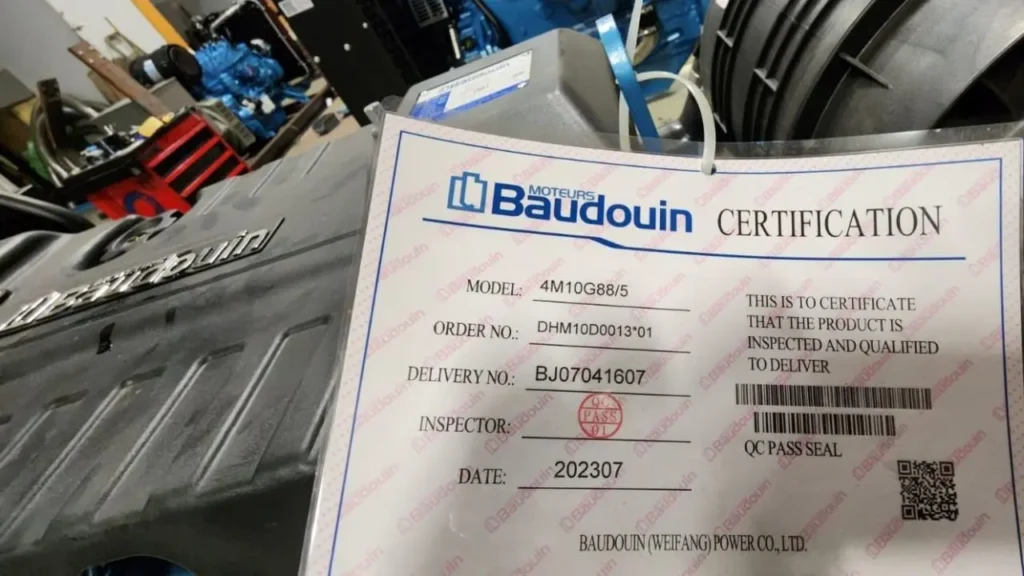 MOTEURS
Baudouin
CERTIFICATION
MODEL: 4M10G88/5
ORDER NO.: DHM10D0013*01
DELIVERY NO.: BJ07041607
INSPECTOR:
QC
PASS
01
DATE: 202307
THIS IS TO CERTIFICATE
THAT THE PRODUCT IS
INSPECTED AND QUALIFIED
TO DELIVER
QC PASS SEAL
BAUDOUIN (WEIFANG) POWER CO., LTD.
Baudouin